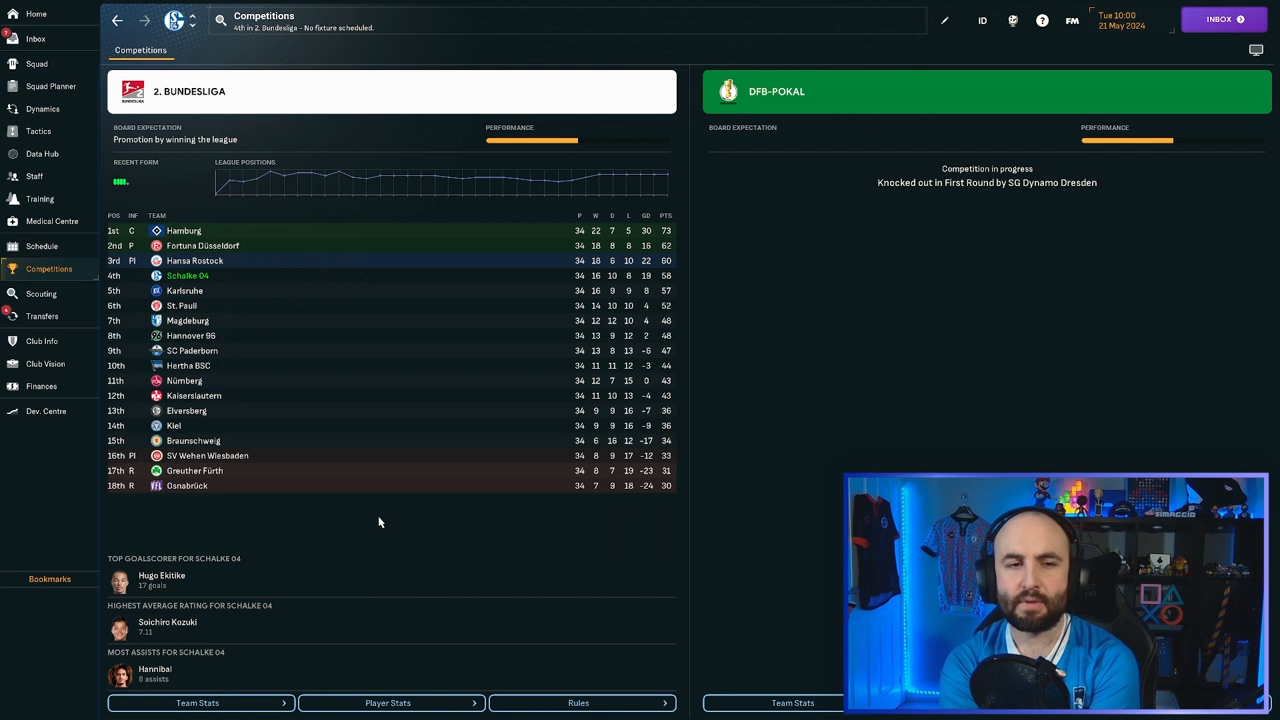 Home
Inbox
Squad
Squad Planner
Dynamics
Tactics
Data Hub
Staff
Training
Medical Centre
Schedule
Competitions
Scouting
Transfers
Club Info
Club Vision
Finances
Dev. Centre
Bookmarks
Competitions
4th in 2. Bundesliga - No fixture scheduled.
ID
FM
Tue 10:00
21 May 2024
INBOX
Competitions
2. BUNDESLIGA
BOARD EXPECTATION PERFORMANCE
Promotion by winning the league
RECENT FORM LEAGUE POSITIONS
POS INF TEAM P W D L GD PTS
1st C Hamburg 34 22 7 5 30 73
2nd P Fortuna Düsseldorf 34 18 8 8 16 62
3rd Pl Hansa Rostock 34 18 6 10 22 60
4th Schalke 04 34 16 10 8 19 58
5th Karlsruhe 34 16 9 9 8 57
6th St. Pauli 34 14 10 10 4 52
7th Magdeburg 34 12 12 10 4 48
8th Hannover 96 34 13 9 12 2 48
9th SC Paderborn 34 13 8 13 -6 47
10th Hertha BSC 34 11 11 12 -3 44
11th Nürnberg 34 12 7 15 0 43
12th Kaiserslautern 34 11 10 13 -4 43
13th Elversberg 34 9 9 16 -7 36
14th Kiel 34 9 9 16 -9 36
15th Braunschweig 34 6 16 12 -17 34
16th Pl SV Wehen Wiesbaden 34 8 9 17 -12 33
17th R Greuther Fürth 34 8 7 19 -23 31
18th R Osnabrück 34 7 9 18 -24 30
TOP GOALSCORER FOR SCHALKE 04
Hugo Ekitike
17 goals
HIGHEST AVERAGE RATING FOR SCHALKE 04
Soichiro Kozuki
7.11
MOST ASSISTS FOR SCHALKE 04
Hannibal
8 assists
Team Stats
Player Stats
Rules
DFB-POKAL
BOARD EXPECTATION PERFORMANCE
Competition in progress
Knocked out in First Round by SG Dynamo Dresden
Team Stats